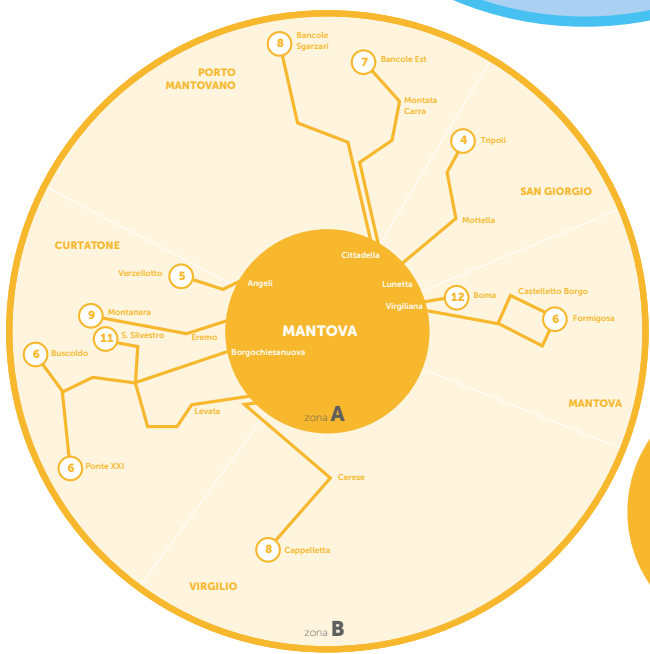 8
Bancole
Sgarzari
7
Bancole Est
PORTO
MANTOVANO
Montata
Carra
4
Tripoli
SAN GIORGIO
Mottella
CURTATONE
Cittadella
Verzellotto
5
Angeli
Lunetta
Virgiliana
12
Boma
Castelletto Borgo
9
Montanara
6
Formigosa
11
S. Silvestro
Eremo
MANTOVA
6
Buscoldo
Borgochiesanuova
MANTOVA
Levata
zona A
6
Ponte XXI
Cerese
8
Cappelletta
VIRGILIO
zona B